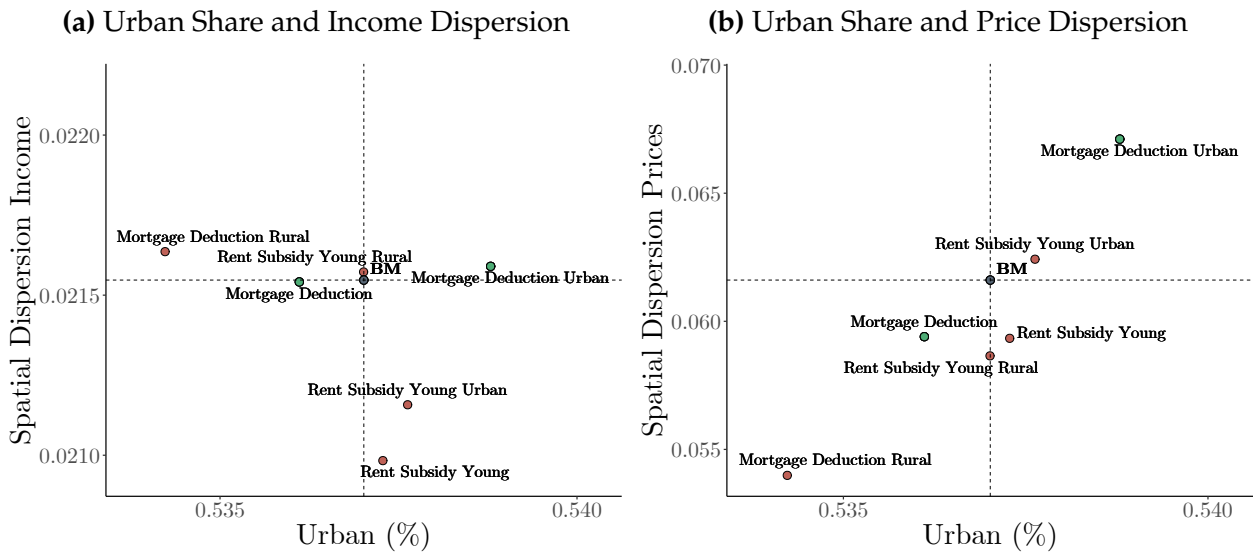 (a) Urban Share and Income Dispersion
Spatial Dispersion Income
0.0220
0.0215
0.0210
Mortgage Deduction Rural
Rent Subsidy Young Rural
BM
Mortgage Deduction Urban
Mortgage Deduction
Rent Subsidy Young Urban
Rent Subsidy Young
0.535
0.540
Urban (%)
(b) Urban Share and Price Dispersion
Spatial Dispersion Prices
0.070
0.065
0.060
0.055
Mortgage Deduction Urban
Rent Subsidy Young Urban
BM
Mortgage Deduction
Rent Subsidy Young
Rent Subsidy Young Rural
Mortgage Deduction Rural
0.535
0.540
Urban (%)